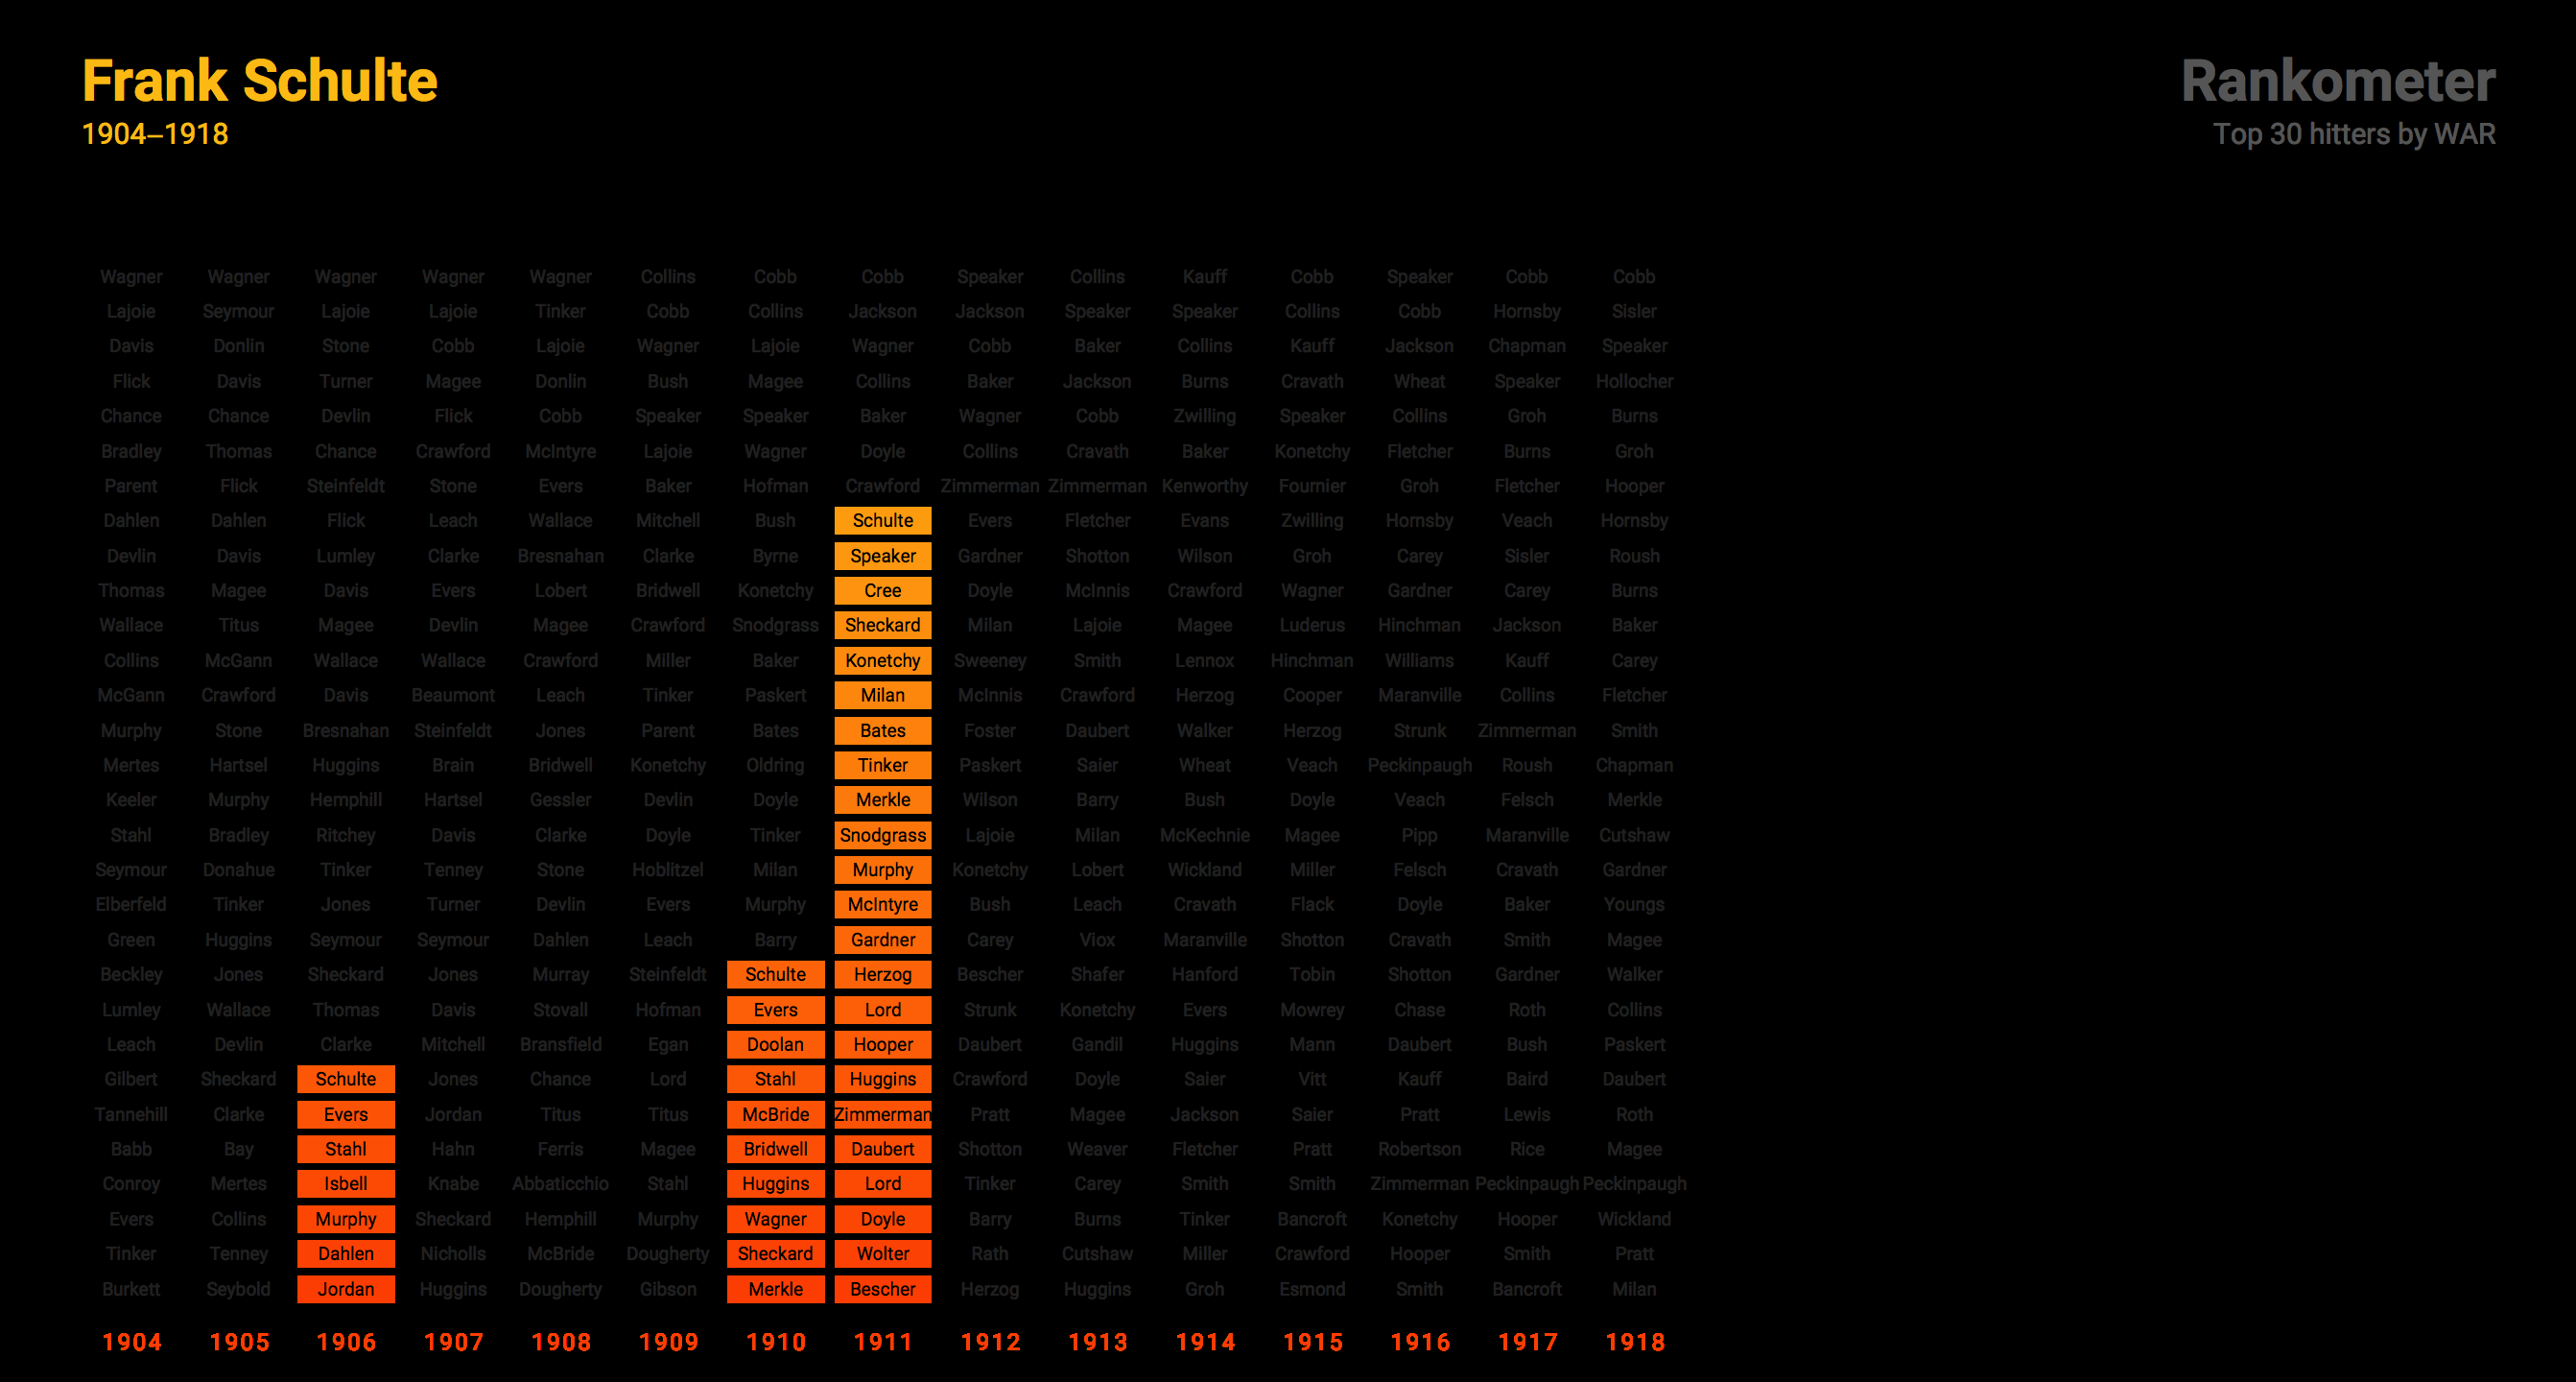 Frank Schulte
1904–1918
Rankometer
Top 30 hitters by WAR
Wagner Wagner Wagner Wagner Wagner Collins Cobb Cobb Speaker Collins Kauff Cobb Speaker Cobb Cobb
Lajoie Seymour Lajoie Lajoie Tinker Cobb Collins Jackson Jackson Speaker Speaker Collins Cobb Hornsby Sisler
Davis Donlin Stone Cobb Lajoie Wagner Lajoie Wagner Cobb Baker Collins Kauff Jackson Chapman Speaker
Flick Davis Turner Magee Donlin Bush Magee Collins Baker Jackson Burns Cravath Wheat Speaker Hollocher
Chance Chance Devlin Flick Cobb Speaker Speaker Baker Wagner Cobb Zwilling Speaker Collins Groh Burns
Bradley Thomas Chance Crawford McIntyre Lajoie Wagner Doyle Collins Cravath Baker Konetchy Fletcher Burns Groh
Parent Flick Steinfeldt Stone Evers Baker Hofman Crawford Zimmerman Zimmerman Kenworthy Fournier Groh Fletcher Hooper
Dahlen Dahlen Flick Leach Wallace Mitchell Bush Schulte Evers Fletcher Evans Zwilling Hornsby Veach Hornsby
Devlin Davis Lumley Clarke Bresnahan Clarke Byrne Speaker Gardner Shotton Wilson Groh Carey Sisler Roush
Thomas Magee Davis Evers Lobert Bridwell Konetchy Cree Doyle McInnis Crawford Wagner Gardner Carey Burns
Wallace Titus Magee Devlin Magee Crawford Snodgrass Sheckard Milan Lajoie Magee Luderus Hinchman Jackson Baker
Collins McGann Wallace Wallace Crawford Miller Baker Konetchy Sweeney Smith Lennox Hinchman Williams Kauff Carey
McGann Crawford Davis Beaumont Leach Tinker Paskert Milan McInnis Crawford Herzog Cooper Maranville Collins Fletcher
Murphy Stone Bresnahan Steinfeldt Jones Parent Bates Bates Foster Daubert Walker Herzog Strunk Zimmerman Smith
Mertes Hartsel Huggins Brain Bridwell Konetchy Oldring Tinker Paskert Saier Wheat Veach Peckinpaugh Roush Chapman
Keeler Murphy Hemphill Hartsel Gessler Devlin Doyle Merkle Wilson Barry Bush Doyle Veach Felsch Merkle
Stahl Bradley Ritchey Davis Clarke Doyle Tinker Snodgrass Lajoie Milan McKechnie Magee Pipp Maranville Cutshaw
Seymour Donahue Tinker Tenney Stone Hoblitzel Milan Murphy Konetchy Lobert Wickland Miller Felsch Cravath Gardner
Elberfeld Tinker Jones Turner Devlin Evers Murphy McIntyre Bush Leach Cravath Flack Doyle Baker Youngs
Green Huggins Seymour Seymour Dahlen Leach Barry Gardner Carey Viox Maranville Shotton Cravath Smith Magee
Beckley Jones Sheckard Jones Murray Steinfeldt Schulte Herzog Bescher Shafer Hanford Tobin Shotton Gardner Walker
Lumley Wallace Thomas Davis Stovall Hofman Evers Lord Strunk Konetchy Evers Mowrey Chase Roth Collins
Leach Devlin Clarke Mitchell Bransfield Egan Doolan Hooper Daubert Gandil Huggins Mann Daubert Bush Paskert
Gilbert Sheckard Schulte Jones Chance Lord Stahl Huggins Crawford Doyle Saier Vitt Kauff Baird Daubert
Tannehill Clarke Evers Jordan Titus Titus McBride Zimmerman Pratt Magee Jackson Saier Pratt Lewis Roth
Babb Bay Stahl Hahn Ferris Magee Bridwell Daubert Shotton Weaver Fletcher Pratt Robertson Rice Magee
Conroy Mertes Isbell Knabe Abbaticchio Stahl Huggins Lord Tinker Carey Smith Smith Zimmerman Peckinpaugh Peckinpaugh
Evers Collins Murphy Sheckard Hemphill Murphy Wagner Doyle Barry Burns Tinker Bancroft Konetchy Hooper Wickland
Tinker Tenney Dahlen Nicholls McBride Dougherty Sheckard Wolter Rath Cutshaw Miller Crawford Hooper Smith Pratt
Burkett Seybold Jordan Huggins Dougherty Gibson Merkle Bescher Herzog Huggins Groh Esmond Smith Bancroft Milan
1904 1905 1906 1907 1908 1909 1910 1911 1912 1913 1914 1915 1916 1917 1918